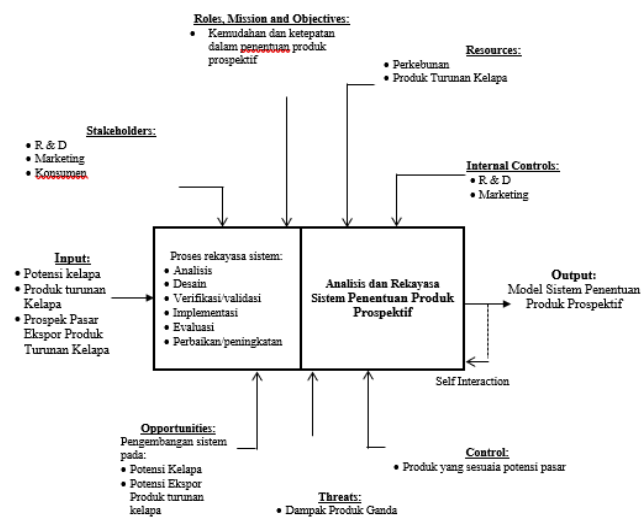 Roles, Mission and Objectives:
• Kemudahan dan ketepatan
dalam penentuan produk
prospektif
Resources:
• Perkebunan
• Produk Turunan Kelapa
Stakeholders:
• R & D
• Marketing
• Konsumen
Internal Controls:
• R & D
• Marketing
Input:
• Potensi kelapa
• Produk turunan
Kelapa
• Prospek Pasar
Ekspor Produk
Turunan Kelapa
Proses rekayasa sistem:
• Analisis
• Desain
• Verifikasi/validasi
• Implementasi
• Evaluasi
• Perbaikan/peningkatan
Analisis dan Rekayasa
Sistem Penentuan Produk
Prospektif
Output:
Model Sistem Penentuan
Produk Prospektif
Self Interaction
Opportunities:
Pengembangan sistem
pada:
• Potensi Kelapa
• Potensi Ekspor
Produk turunan
kelapa
Threats:
• Dampak Produk Ganda
Control:
• Produk yang sesuaia potensi pasar